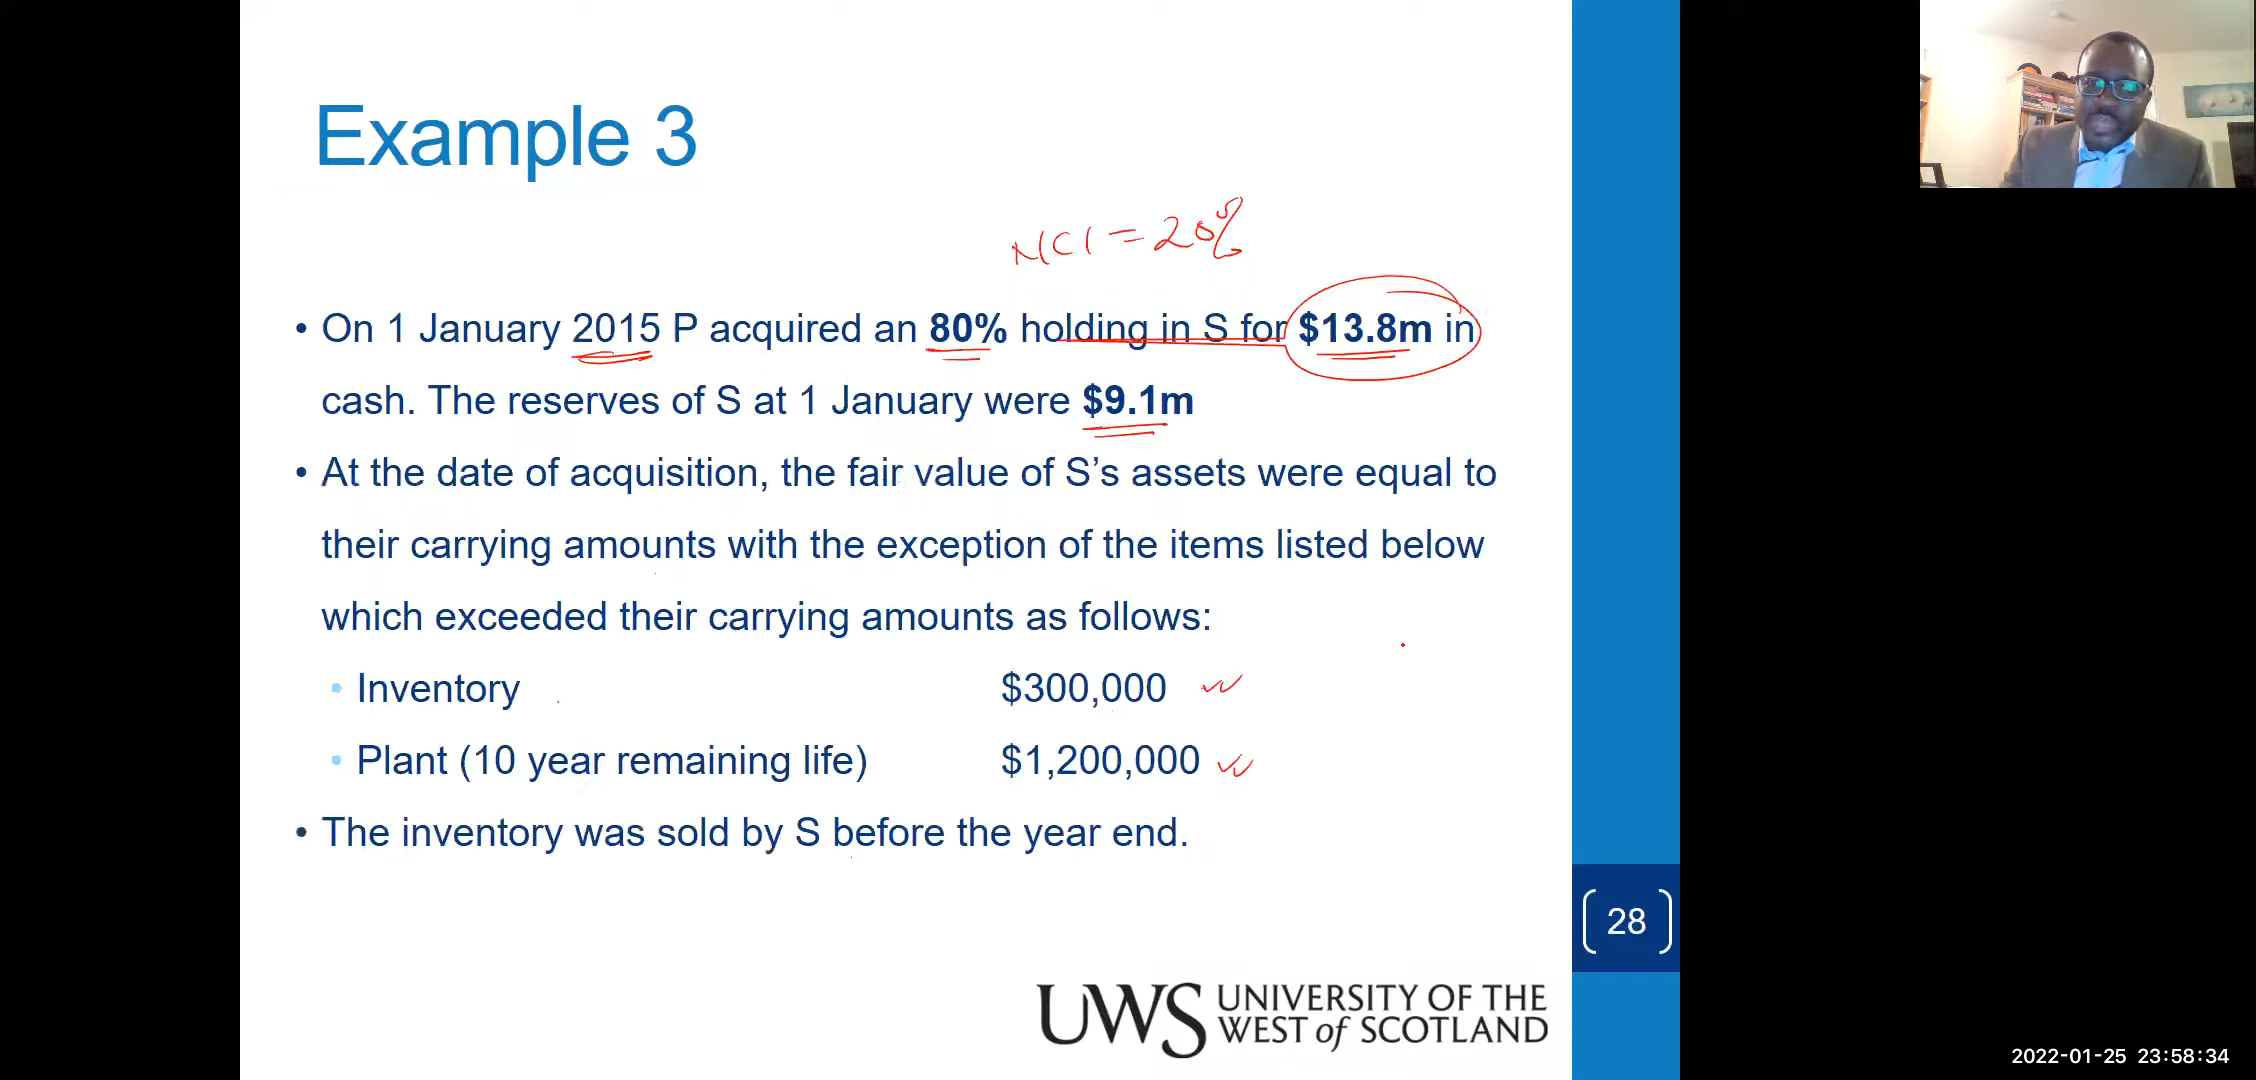 Example 3
NCI = 20%
• On 1 January 2015 P acquired an 80% holding in S for $13.8m in
cash. The reserves of S at 1 January were $9.1m
• At the date of acquisition, the fair value of S’s assets were equal to
their carrying amounts with the exception of the items listed below
which exceeded their carrying amounts as follows:
• Inventory $300,000
• Plant (10 year remaining life) $1,200,000
• The inventory was sold by S before the year end.
28
UWS UNIVERSITY OF THE
WEST of SCOTLAND
2022-01-25 23:58:34